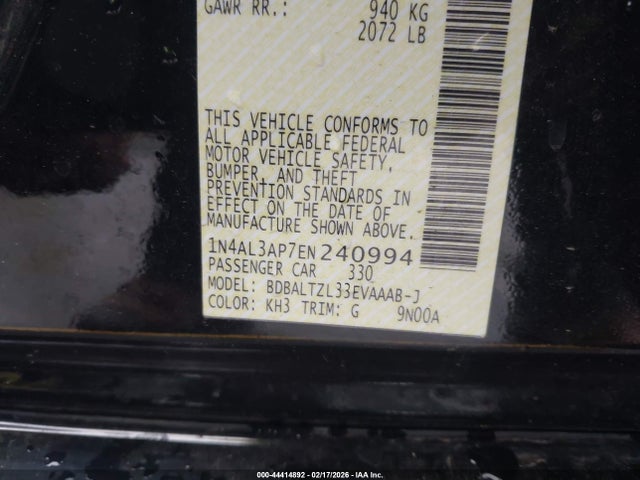 GAWR RR.: 940 KG
2072 LB
THIS VEHICLE CONFORMS TO
ALL APPLICABLE FEDERAL
MOTOR VEHICLE SAFETY,
BUMPER, AND THEFT
PREVENTION STANDARDS IN
EFFECT ON THE DATE OF
MANUFACTURE SHOWN ABOVE.
1N4AL3AP7EN240994
PASSENGER CAR 330
MODEL: BDBALTZL33EVAAAB-J
COLOR: KH3 TRIM: G 9N00A
000-44414892 - 02/17/2026 - IAA Inc.